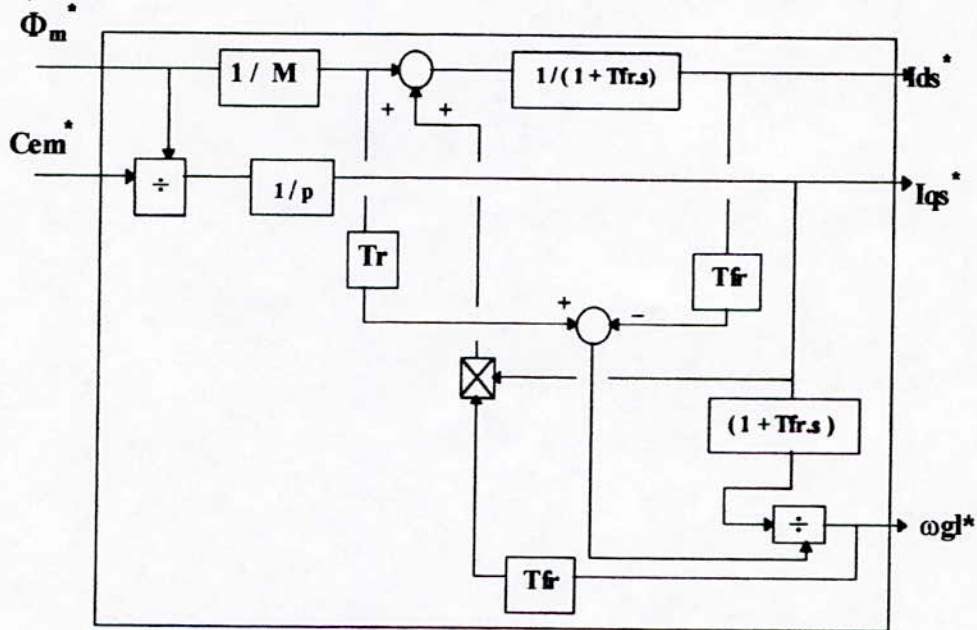 Φm*
1 / M
+ +
1/(1 + Tfr.s)
Ids*
Cem*
÷
1 / p
Iqs*
Tr
Tfr
+ −
(1 + Tfr.s)
÷
ωgl*
Tfr